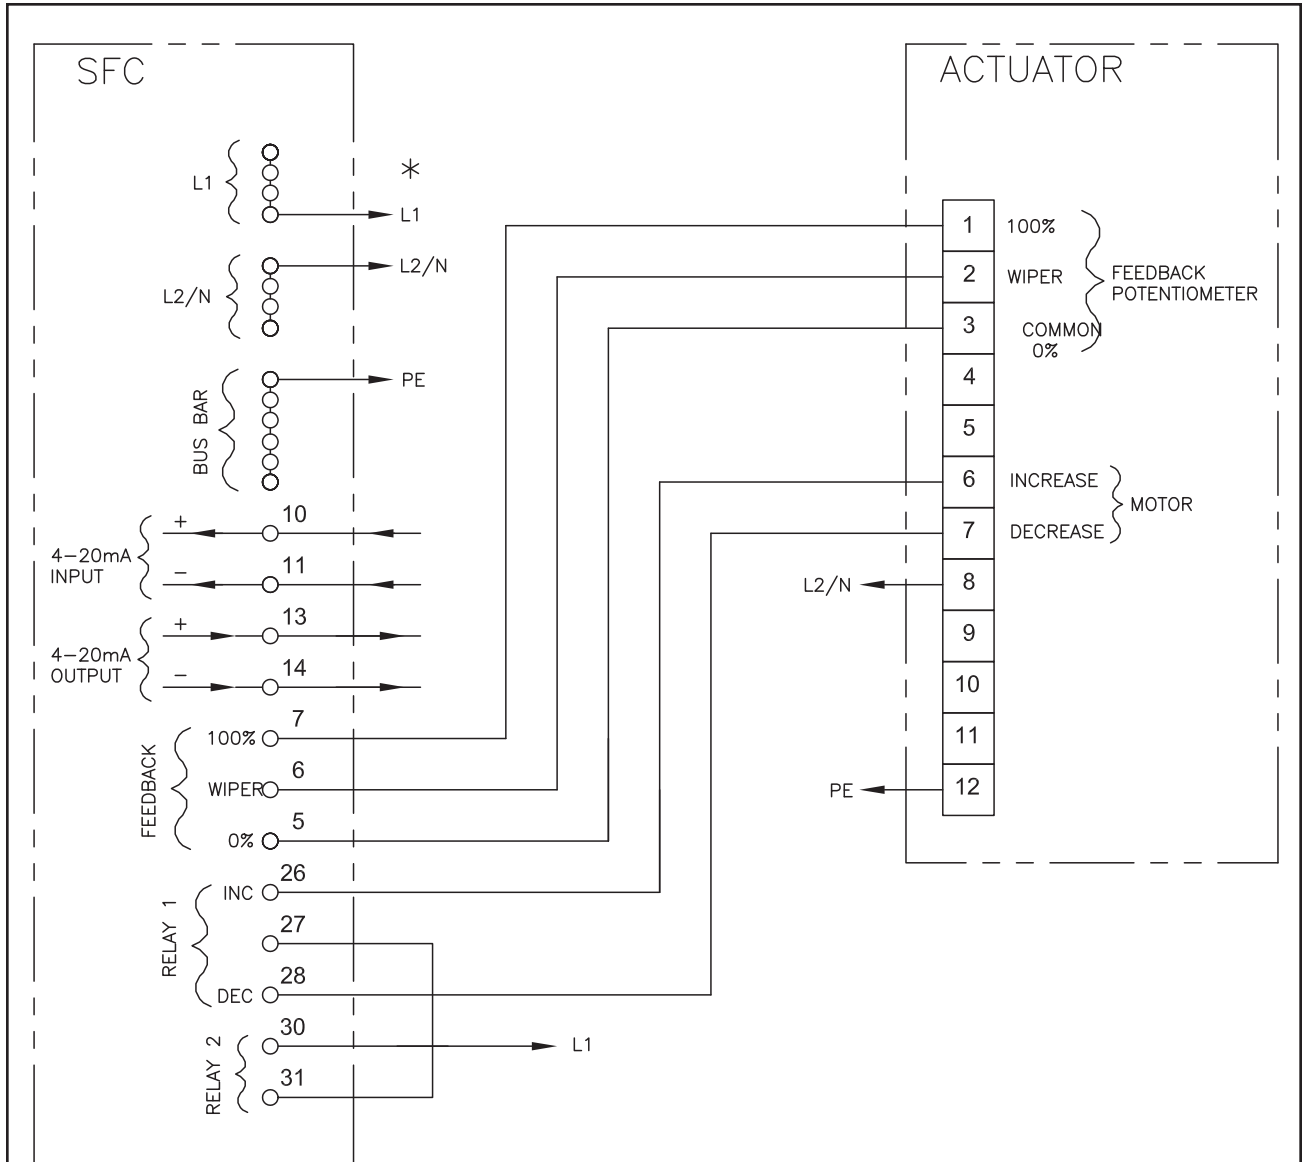 SFC
L1
*
L1
L2/N
L2/N
BUS BAR
PE
4-20mA
INPUT
+
10
-
11
4-20mA
OUTPUT
+
13
-
14
FEEDBACK
100%
7
WIPER
6
0%
5
RELAY 1
INC
26
27
DEC
28
RELAY 2
30
L1
31
ACTUATOR
1
100%
2
WIPER
3
COMMON
0%
FEEDBACK
POTENTIOMETER
4
5
6
INCREASE
7
DECREASE
MOTOR
L2/N
8
9
10
11
PE
12